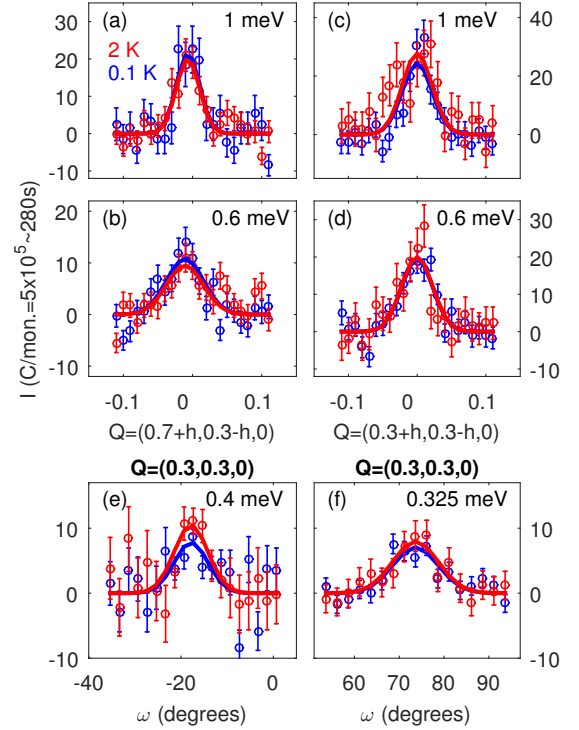 (a) 1 meV
2 K
0.1 K
30
20
10
0
-10
(c) 1 meV
40
20
0
I (C/mon.=5x10^-5~280s)
(b) 0.6 meV
20
10
0
-10
(d) 0.6 meV
30
20
10
0
-10
-0.1 0 0.1
Q=(0.7+h,0.3-h,0)
-0.1 0 0.1
Q=(0.3+h,0.3-h,0)
Q=(0.3,0.3,0)
(e) 0.4 meV
10
0
-10
-40 -20 0
ω (degrees)
Q=(0.3,0.3,0)
(f) 0.325 meV
10
0
-10
60 70 80 90
ω (degrees)